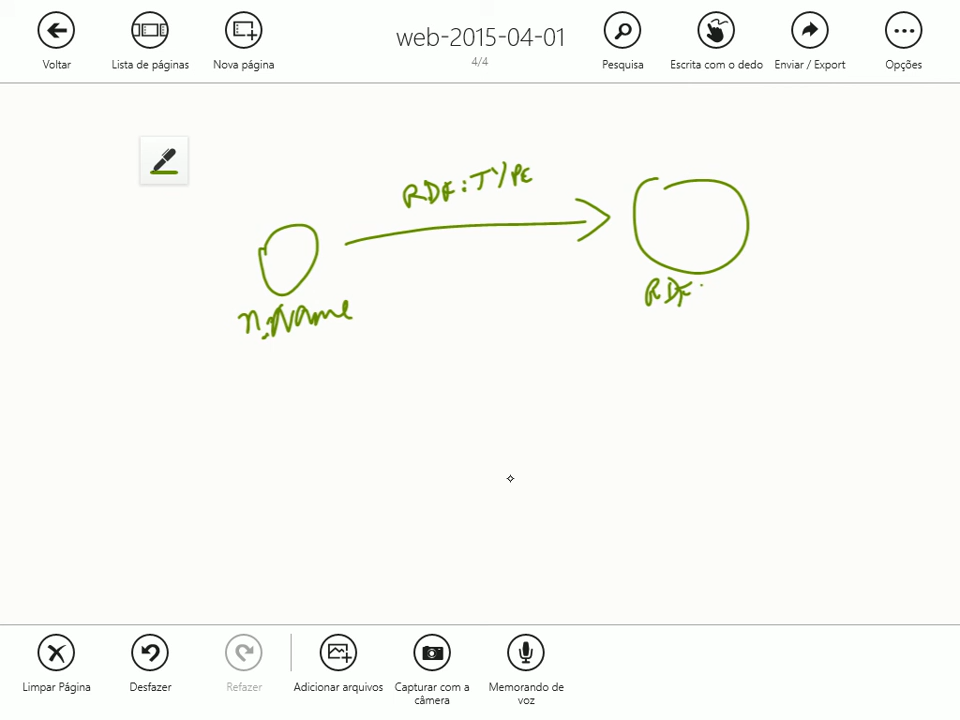 web-2015-04-01
4/4
Voltar
Lista de páginas
Nova página
Pesquisa
Escrita com o dedo
Enviar / Export
Opções
RDF:TYPE
n:Name
RDF:
Limpar Página
Desfazer
Refazer
Adicionar arquivos
Capturar com a
câmera
Memorando de
voz